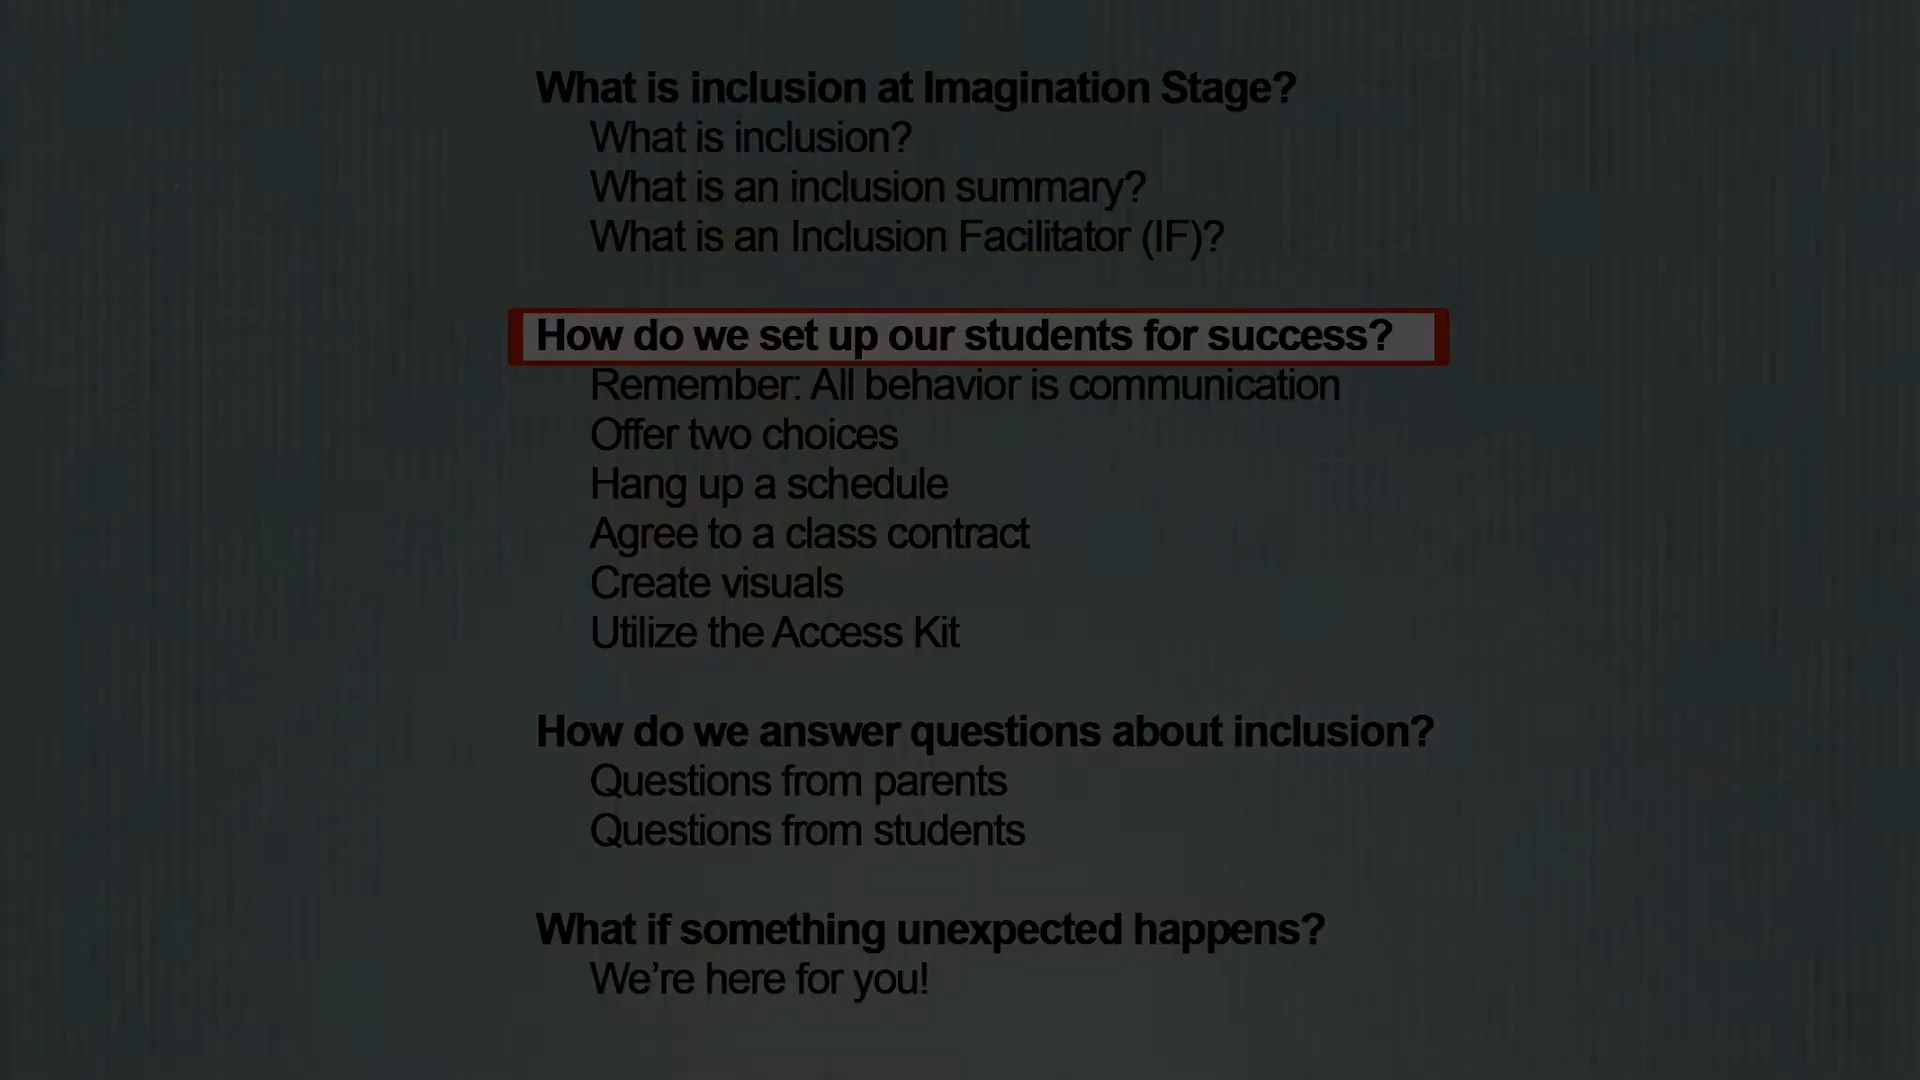 What is inclusion at Imagination Stage?
What is inclusion?
What is an inclusion summary?
What is an Inclusion Facilitator (IF)?
How do we set up our students for success?
Remember: All behavior is communication
Offer two choices
Hang up a schedule
Agree to a class contract
Create visuals
Utilize the Access Kit
How do we answer questions about inclusion?
Questions from parents
Questions from students
What if something unexpected happens?
We’re here for you!